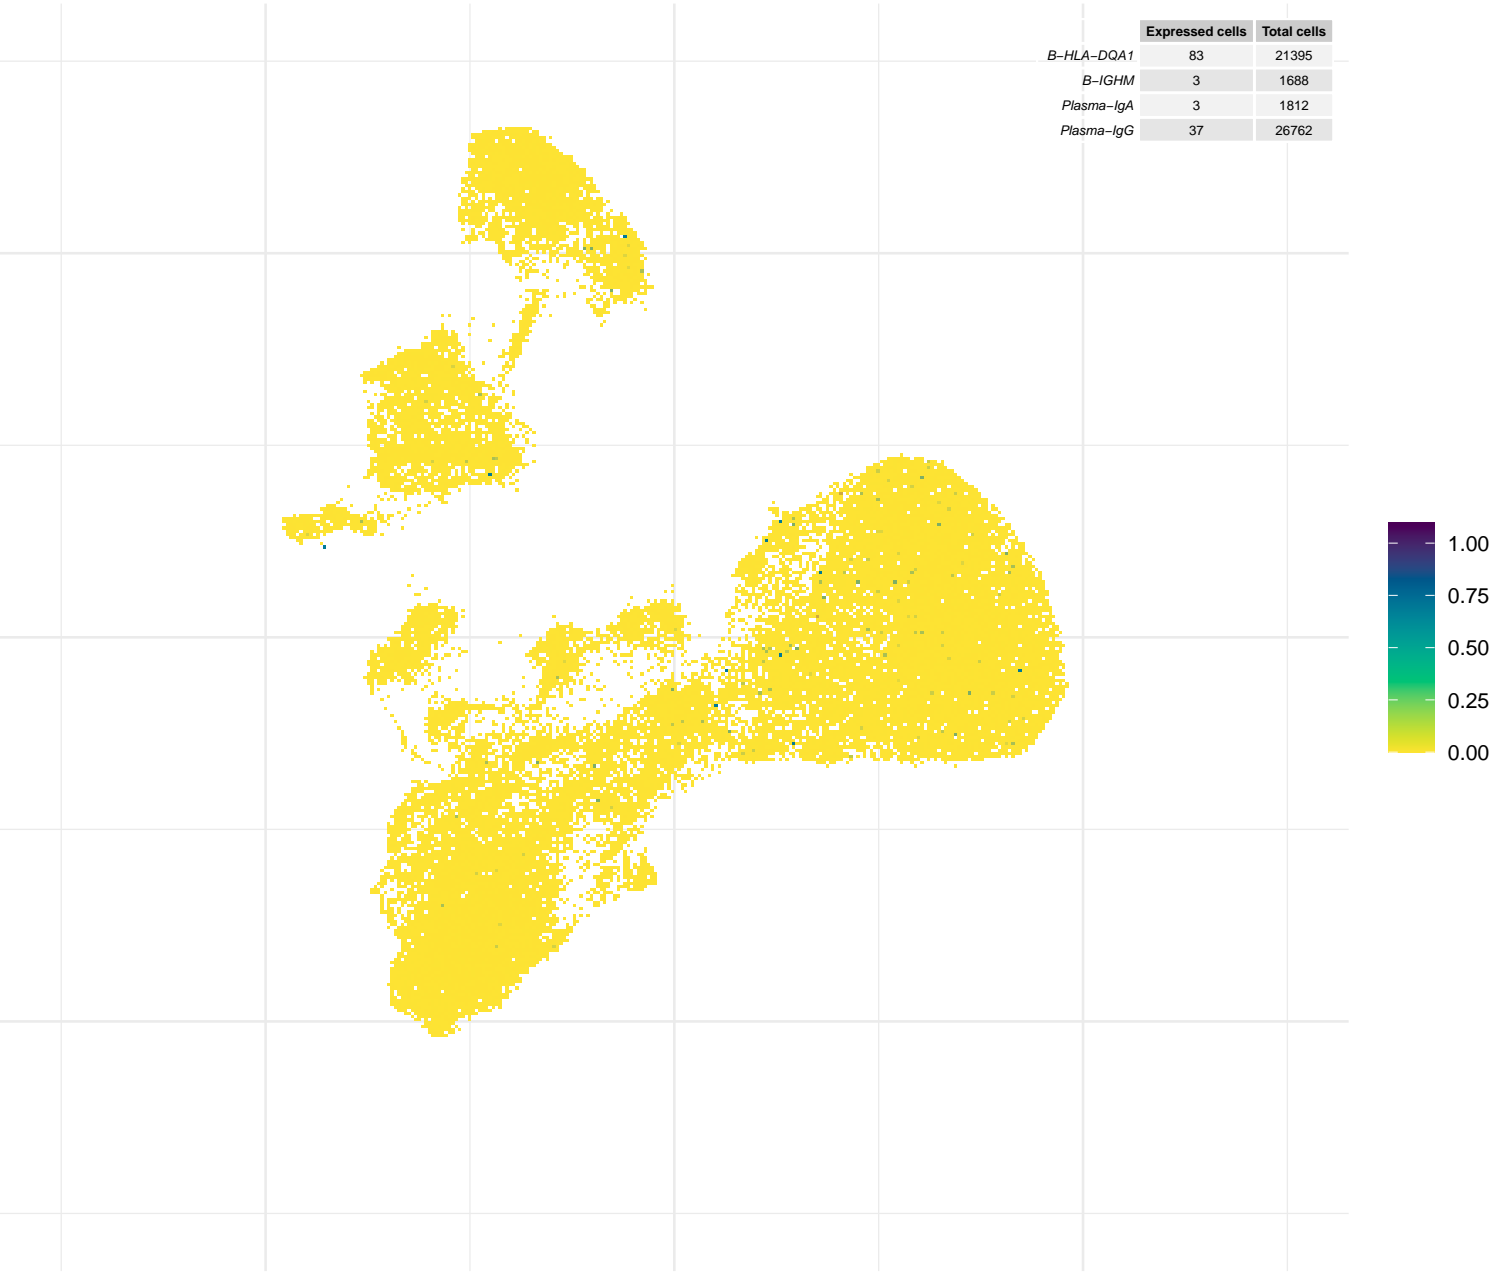 Expressed cells Total cells
B−HLA−DQA1 83 21395
B−IGHM 3 1688
Plasma−IgA 3 1812
Plasma−IgG 37 26762
1.00
0.75
0.50
0.25
0.00